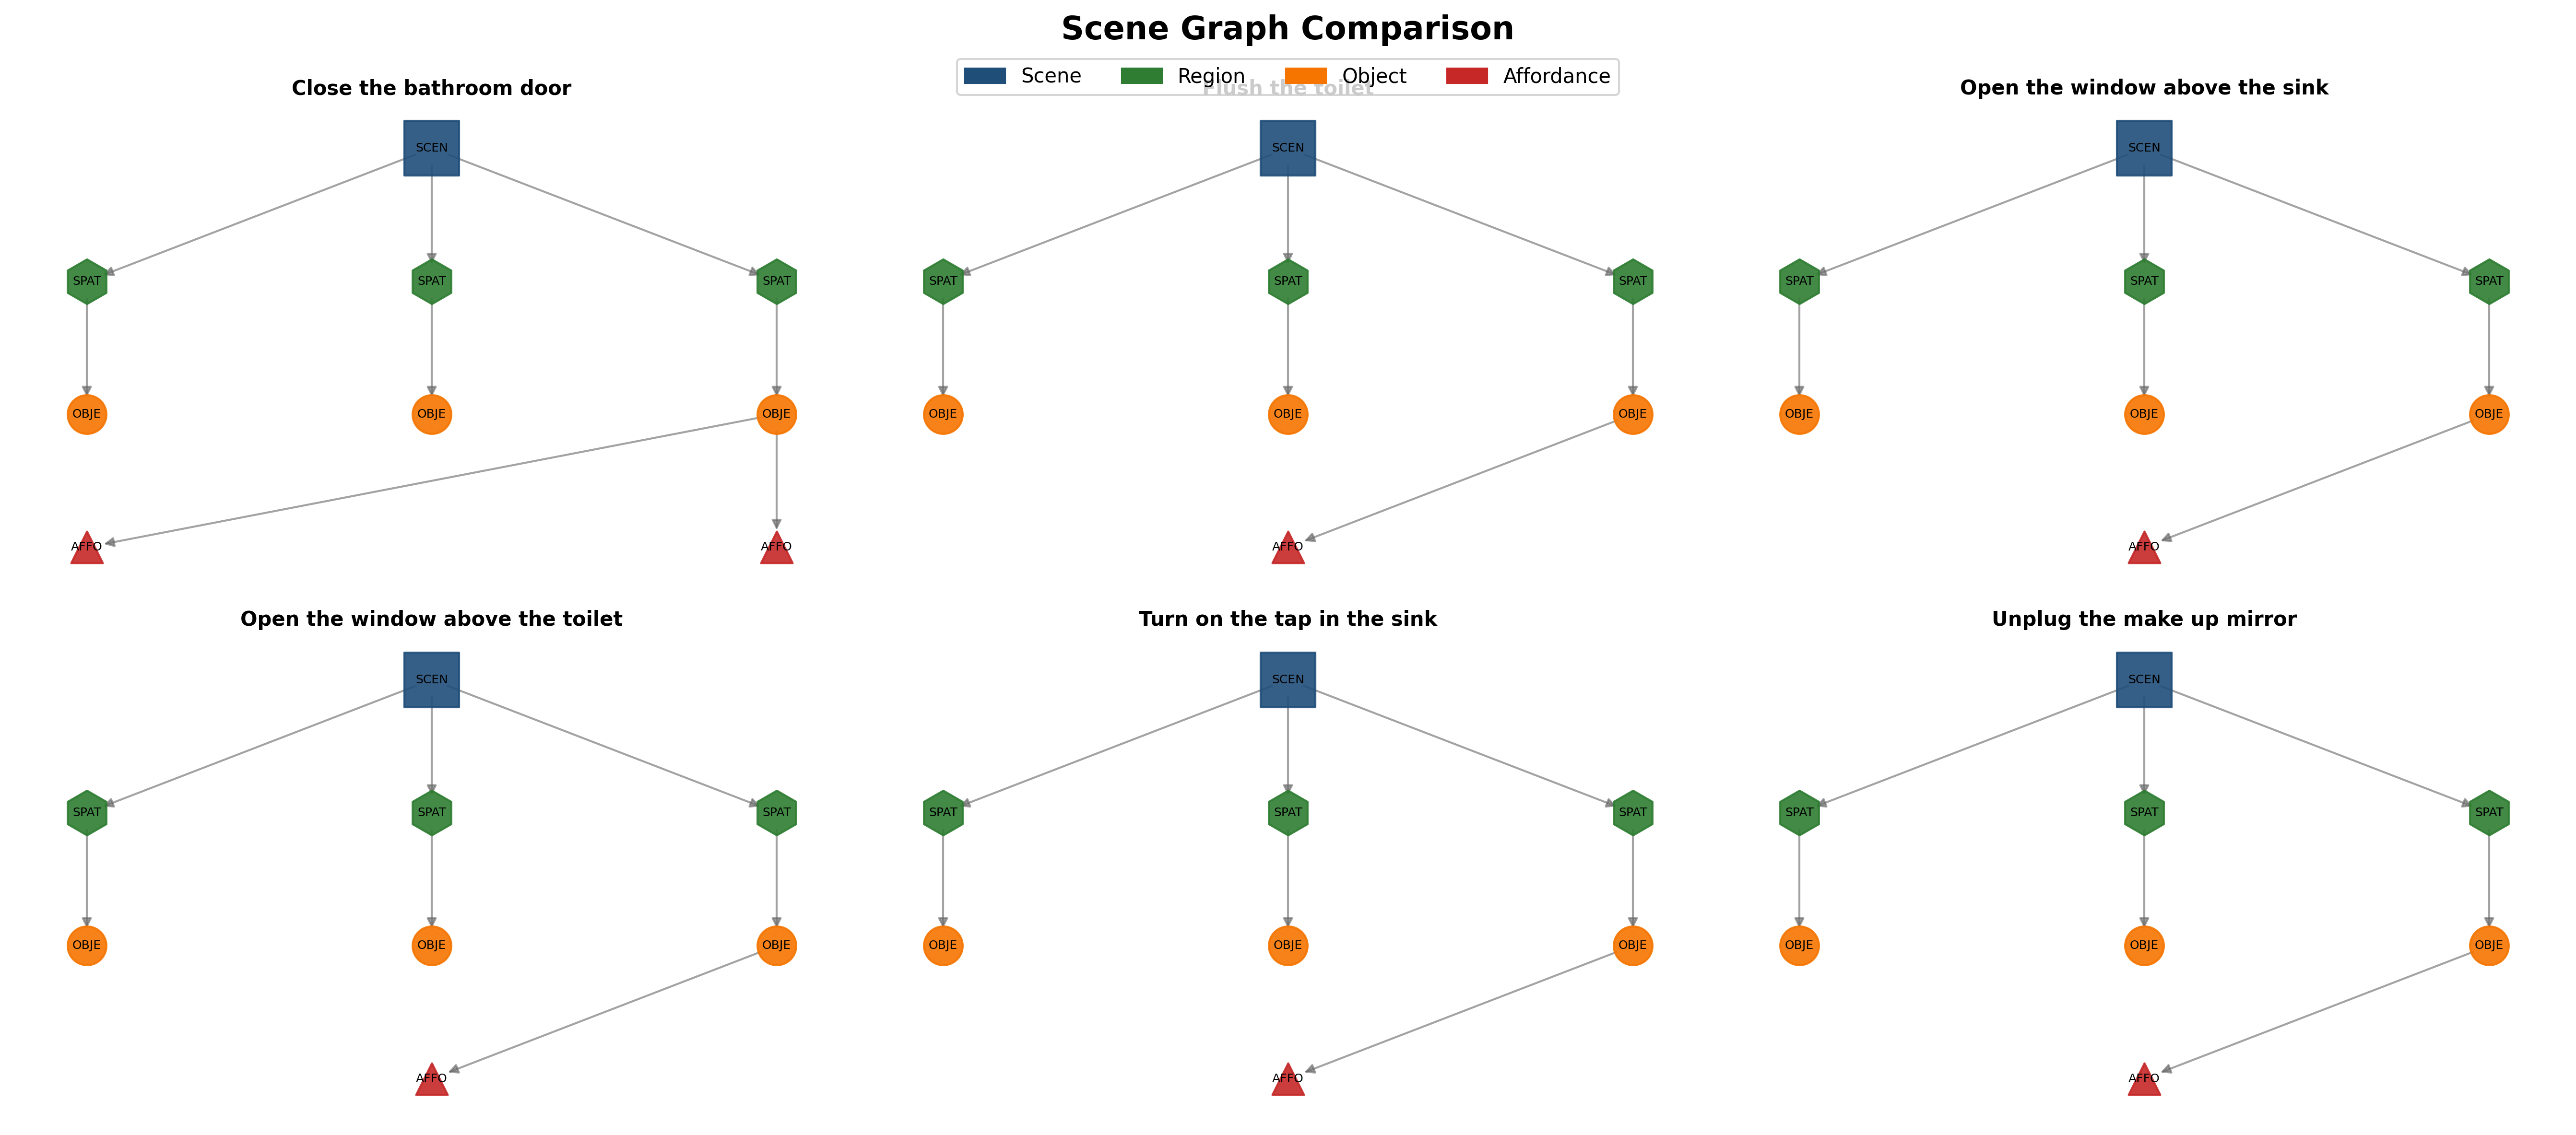 Scene Graph Comparison
Scene Region Object Affordance
Close the bathroom door
Flush the toilet
Open the window above the sink
SCEN SCEN SCEN
SPAT SPAT SPAT SPAT SPAT SPAT SPAT SPAT SPAT
OBJE OBJE OBJE OBJE OBJE OBJE OBJE OBJE OBJE
AFFO AFFO AFFO AFFO
Open the window above the toilet
Turn on the tap in the sink
Unplug the make up mirror
SCEN SCEN SCEN
SPAT SPAT SPAT SPAT SPAT SPAT SPAT SPAT SPAT
OBJE OBJE OBJE OBJE OBJE OBJE OBJE OBJE OBJE
AFFO AFFO AFFO